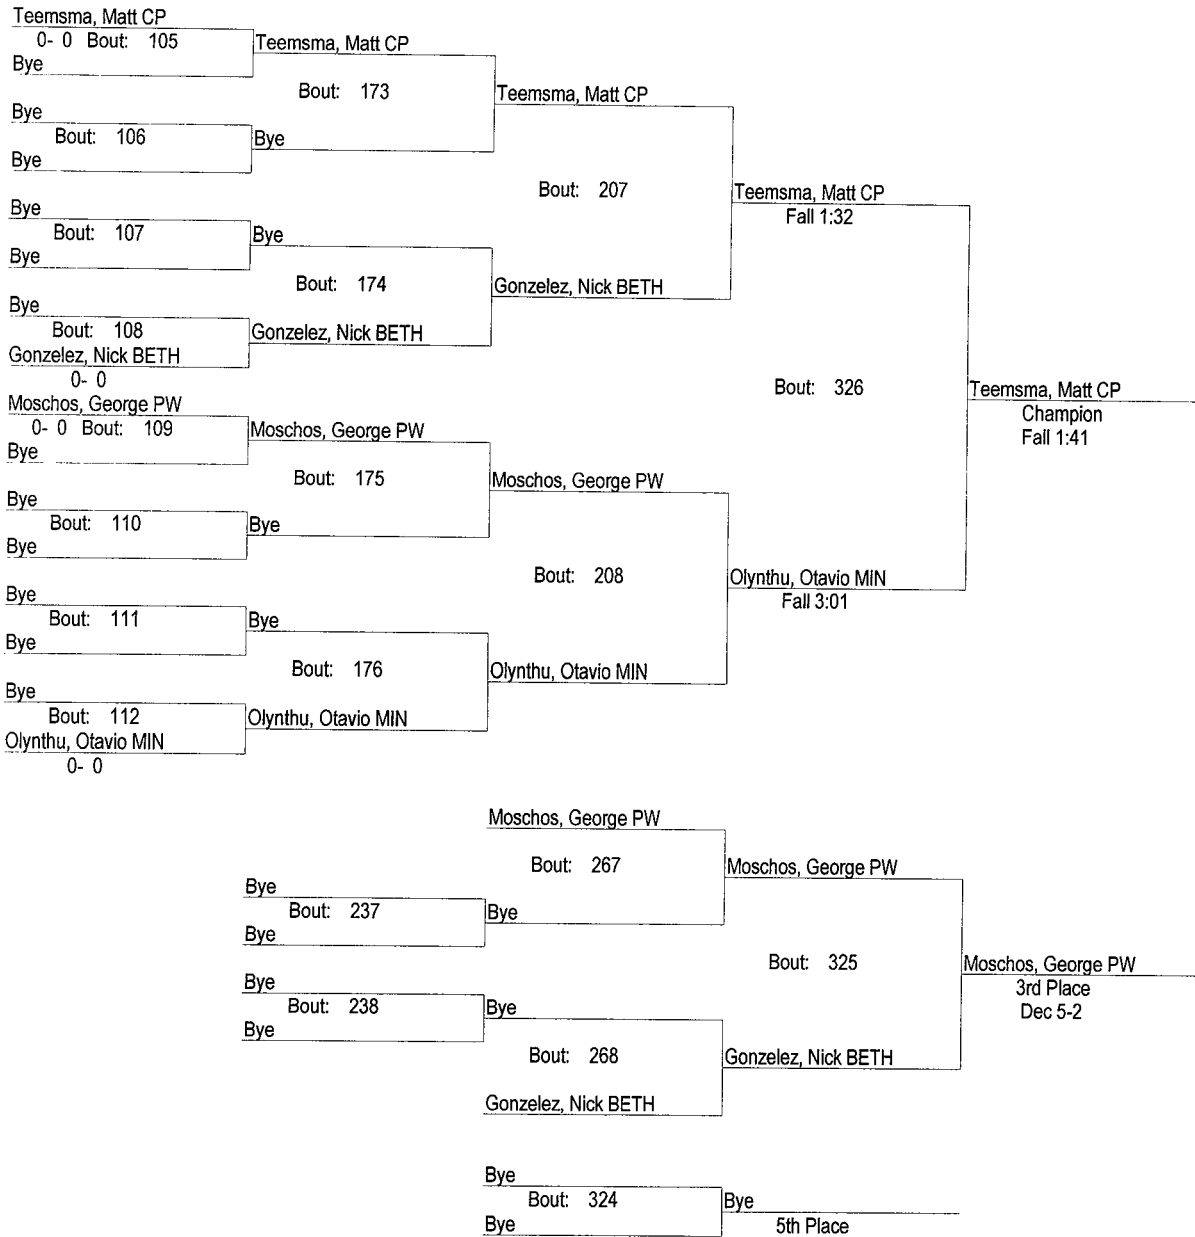 Teemsma, Matt CP
0- 0 Bout: 105
Bye
Teemsma, Matt CP
Bout: 173
Teemsma, Matt CP
Bye
Bout: 106
Bye
Bye
Bout: 207
Teemsma, Matt CP
Fall 1:32
Bye
Bout: 107
Bye
Bye
Bout: 174
Gonzelez, Nick BETH
Bye
Bout: 108
Gonzelez, Nick BETH
Gonzelez, Nick BETH
0- 0
Bout: 326
Teemsma, Matt CP
Champion
Fall 1:41
Moschos, George PW
0- 0 Bout: 109
Bye
Moschos, George PW
Bout: 175
Moschos, George PW
Bye
Bout: 110
Bye
Bye
Bout: 208
Olynthu, Otavio MIN
Fall 3:01
Bye
Bout: 111
Bye
Bye
Bout: 176
Olynthu, Otavio MIN
Bye
Bout: 112
Olynthu, Otavio MIN
Olynthu, Otavio MIN
0- 0
Moschos, George PW
Bout: 267
Moschos, George PW
Bye
Bout: 237
Bye
Bye
Bout: 325
Moschos, George PW
3rd Place
Dec 5-2
Bye
Bout: 238
Bye
Bye
Bout: 268
Gonzelez, Nick BETH
Gonzelez, Nick BETH
Bye
Bout: 324
Bye
Bye
5th Place